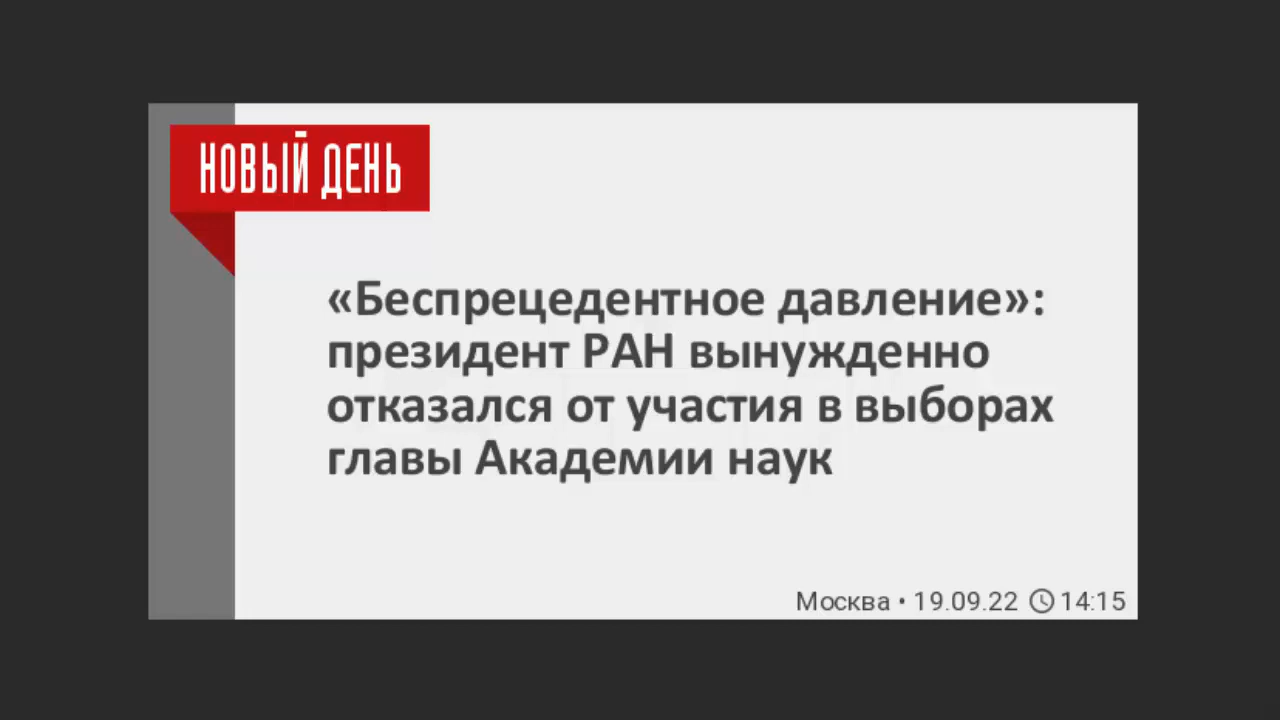 НОВЫЙ ДЕНЬ
«Беспрецедентное давление»:
президент РАН вынужденно
отказался от участия в выборах
главы Академии наук
Москва • 19.09.22 14:15